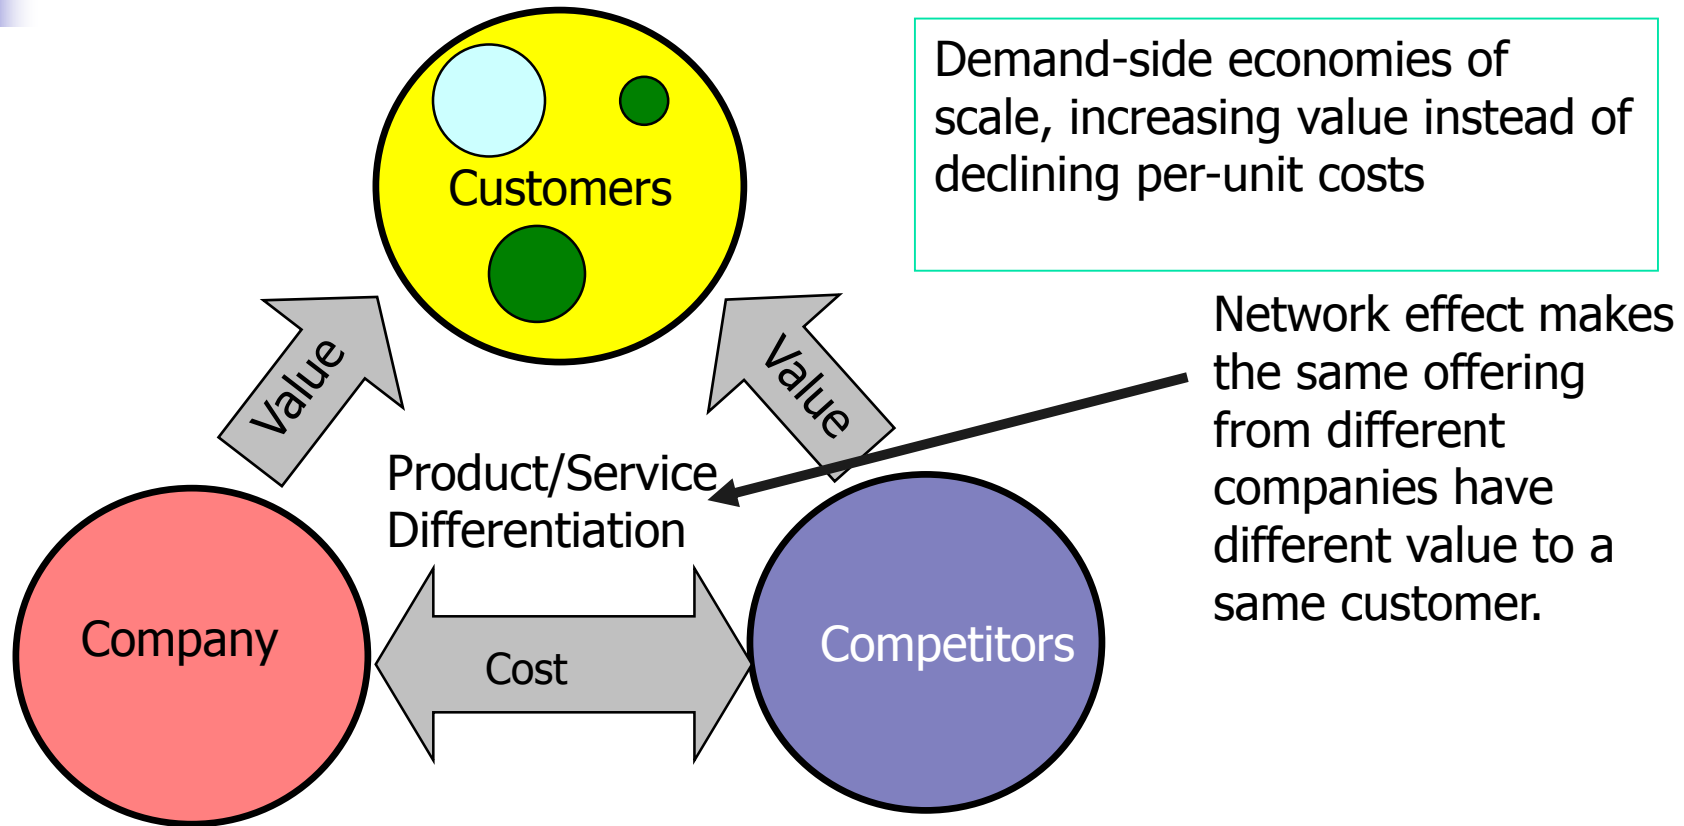 Demand-side economies of
scale, increasing value instead of
declining per-unit costs
Customers
Network effect makes
the same offering
from different
companies have
different value to a
same customer.
Value
Value
Product/Service
Differentiation
Company
Cost
Competitors